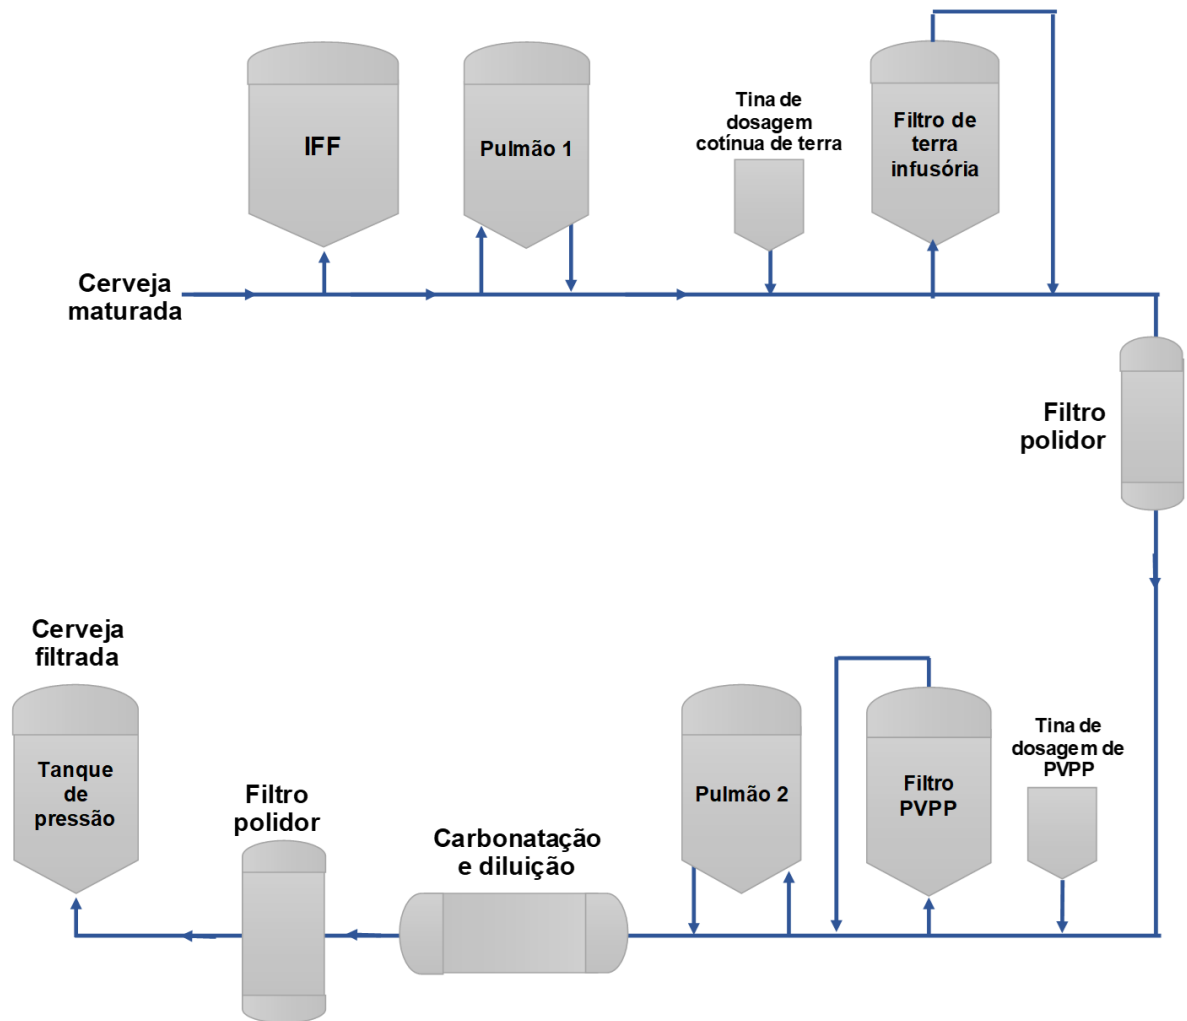 IFF
Pulmão 1
Tina de
dosagem
cotínua de terra
Filtro de
terra
infusória
Cerveja
maturada
Filtro
polidor
Cerveja
filtrada
Tanque
de
pressão
Filtro
polidor
Carbonatação
e diluição
Pulmão 2
Filtro
PVPP
Tina de
dosagem de
PVPP